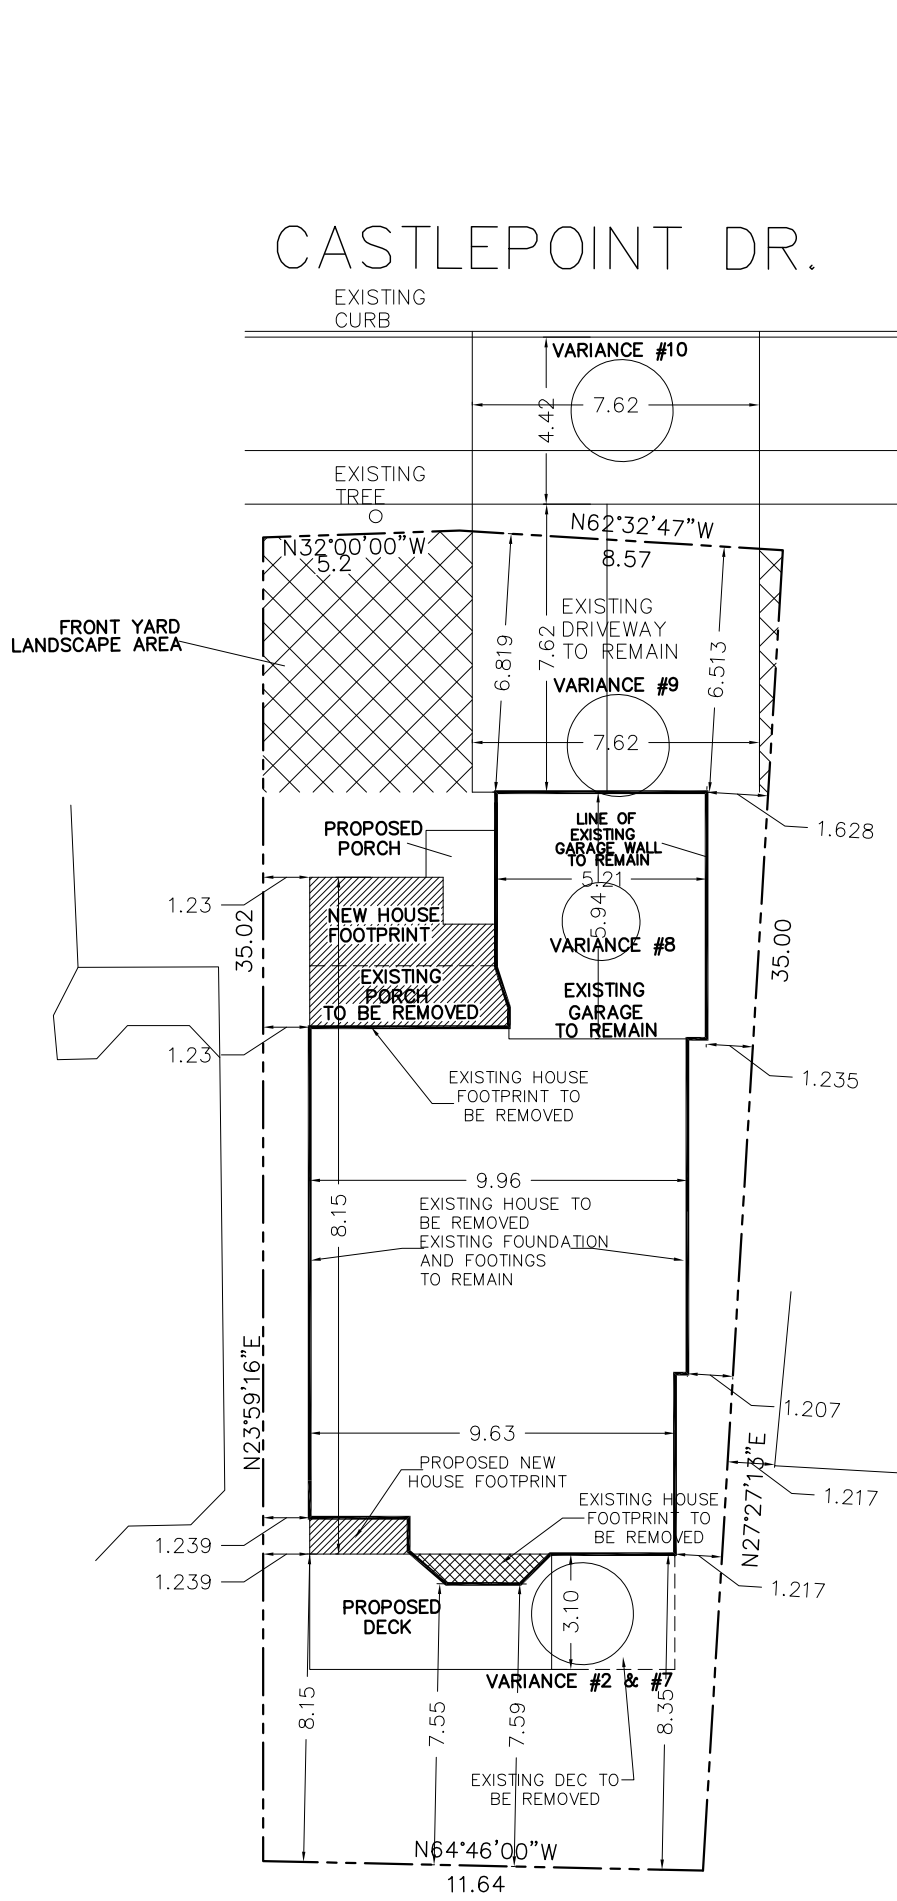 CASTLEPOINT DR.
EXISTING
CURB
VARIANCE #10
7.62
4.42
EXISTING
TREE
N32°00'00"W
5.2
N62°32'47"W
8.57
FRONT YARD
LANDSCAPE AREA
EXISTING
DRIVEWAY
TO REMAIN
6.819
7.62
6.513
VARIANCE #9
7.62
1.628
PROPOSED
PORCH
LINE OF
EXISTING
GARAGE WALL
TO REMAIN
5.21
5.94
1.23
NEW HOUSE
FOOTPRINT
VARIANCE #8
35.02
35.00
EXISTING
PORCH
TO BE REMOVED
EXISTING
GARAGE
TO REMAIN
1.23
1.235
EXISTING HOUSE
FOOTPRINT TO
BE REMOVED
9.96
8.15
EXISTING HOUSE TO
BE REMOVED
EXISTING FOUNDATION
AND FOOTINGS
TO REMAIN
N23°59'16"E
1.207
9.63
PROPOSED NEW
HOUSE FOOTPRINT
N27°27'13"E
1.217
EXISTING HOUSE
FOOTPRINT TO
BE REMOVED
1.239
1.239
1.217
PROPOSED
DECK
3.10
VARIANCE #2 & #7
8.15
7.55
7.59
8.35
EXISTING DEC TO
BE REMOVED
N64°46'00"W
11.64